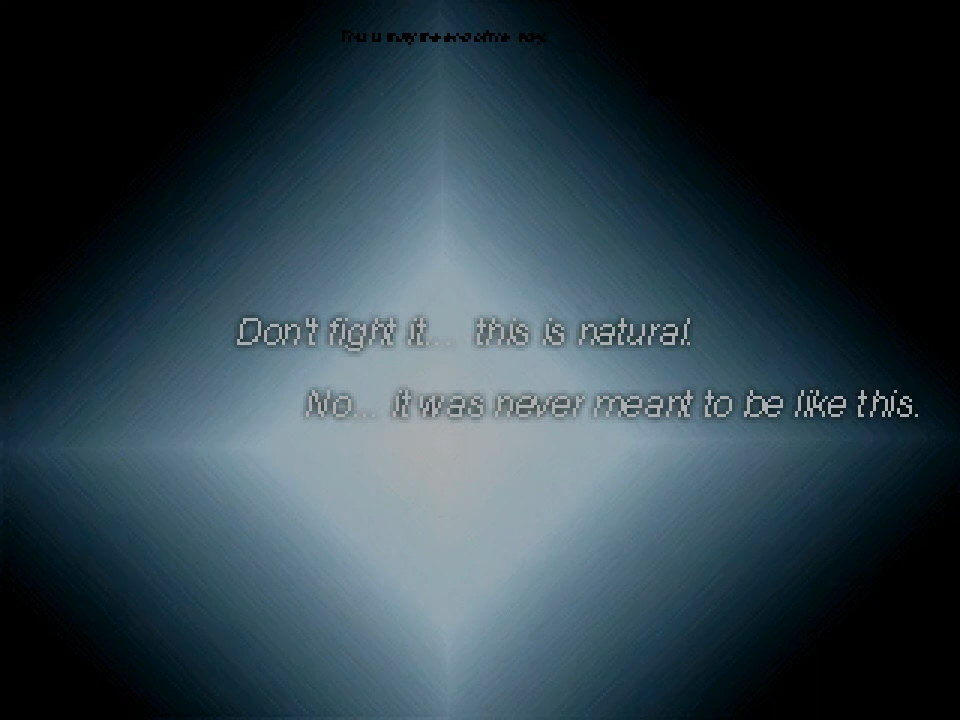 Don't fight it... this is natural.
No... it was never meant to be like this.